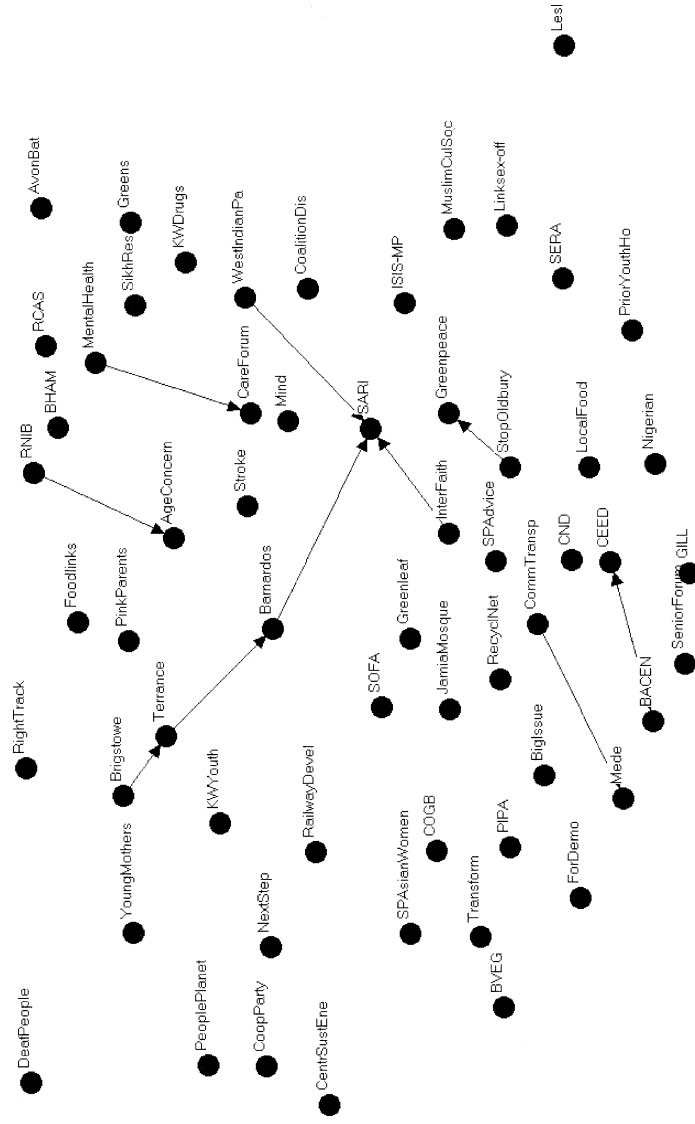 DeafPeople
RightTrack
Foodlinks
RNIB
BHAM
RCAS
AvonBat
YoungMothers
Brigstowe
Terrance
PinkParents
AgeConcern
MentalHealth
SikhRes
Greens
KWDrugs
PeoplePlanet
CoopParty
CentrSustEne
NextStep
KWYouth
RailwayDevel
Barnardos
Stroke
CareForum
Mind
WestIndianPa
CoalitionDis
SARI
ISIS-MP
SOFA
Greenleaf
JamiaMosque
InterFaith
Greenpeace
MuslimCulSoc
Linksex-off
SPAsianWomen
COGB
Transform
BVEG
PIPA
RecyclNet
SPAdvice
StopOldbury
SERA
Lesl
BigIssue
CommTransp
CND
CEED
LocalFood
PriorYouthHo
ForDemo
Mede
BACEN
SeniorForum
GILL
Nigerian